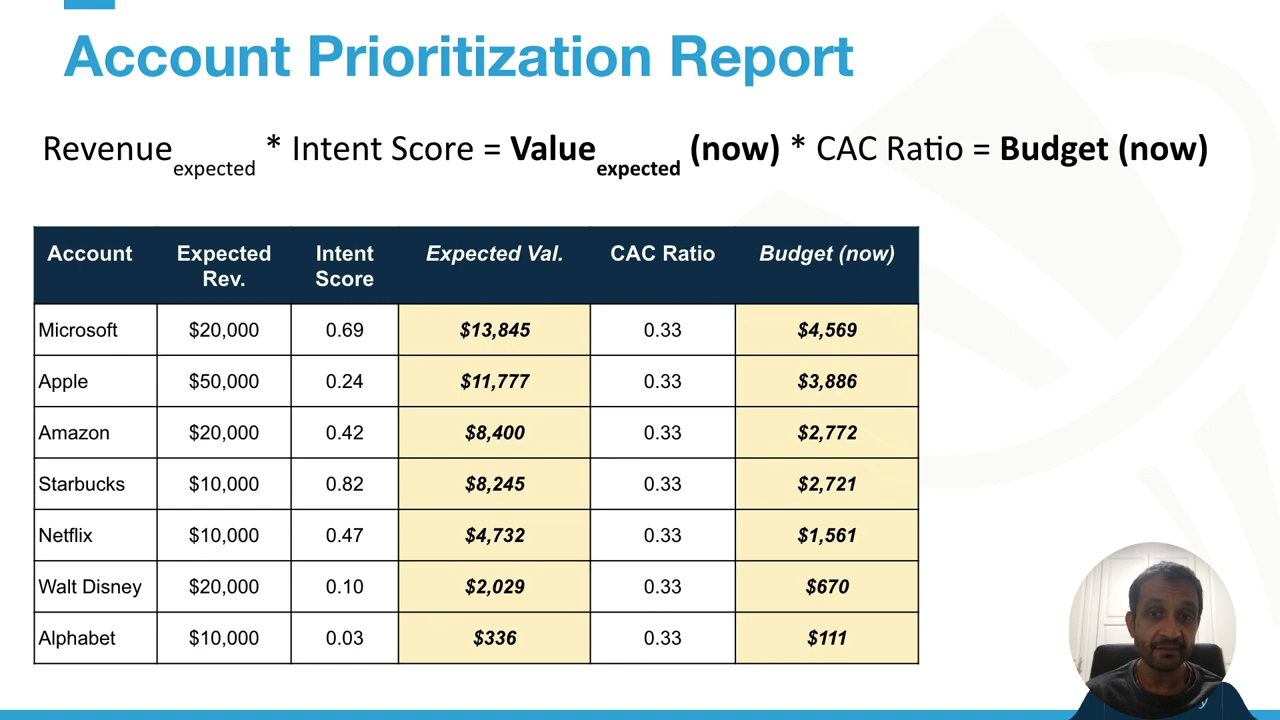 Account Prioritization Report
Revenue expected * Intent Score = Value expected (now) * CAC Ratio = Budget (now)
Account Expected Rev. Intent Score Expected Val. CAC Ratio Budget (now)
Microsoft $20,000 0.69 $13,845 0.33 $4,569
Apple $50,000 0.24 $11,777 0.33 $3,886
Amazon $20,000 0.42 $8,400 0.33 $2,772
Starbucks $10,000 0.82 $8,245 0.33 $2,721
Netflix $10,000 0.47 $4,732 0.33 $1,561
Walt Disney $20,000 0.10 $2,029 0.33 $670
Alphabet $10,000 0.03 $336 0.33 $111